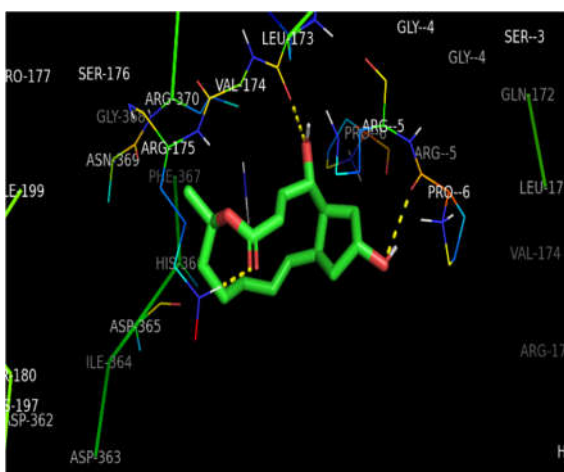 GLY--4
LEU-173
SER--3
GLY--4
RO-177
SER-176
VAL-174
GLN-172
ARG-370
GLY-368
ARG--5
PRO--6
ARG-175
ARG--5
ASN-369
PHE-367
LE-199
PRO--6
LEU-17
VAL-174
HIS-36
ASP-365
ARG-17
ILE-364
R-180
S-197
ASP-362
ASP-363
H